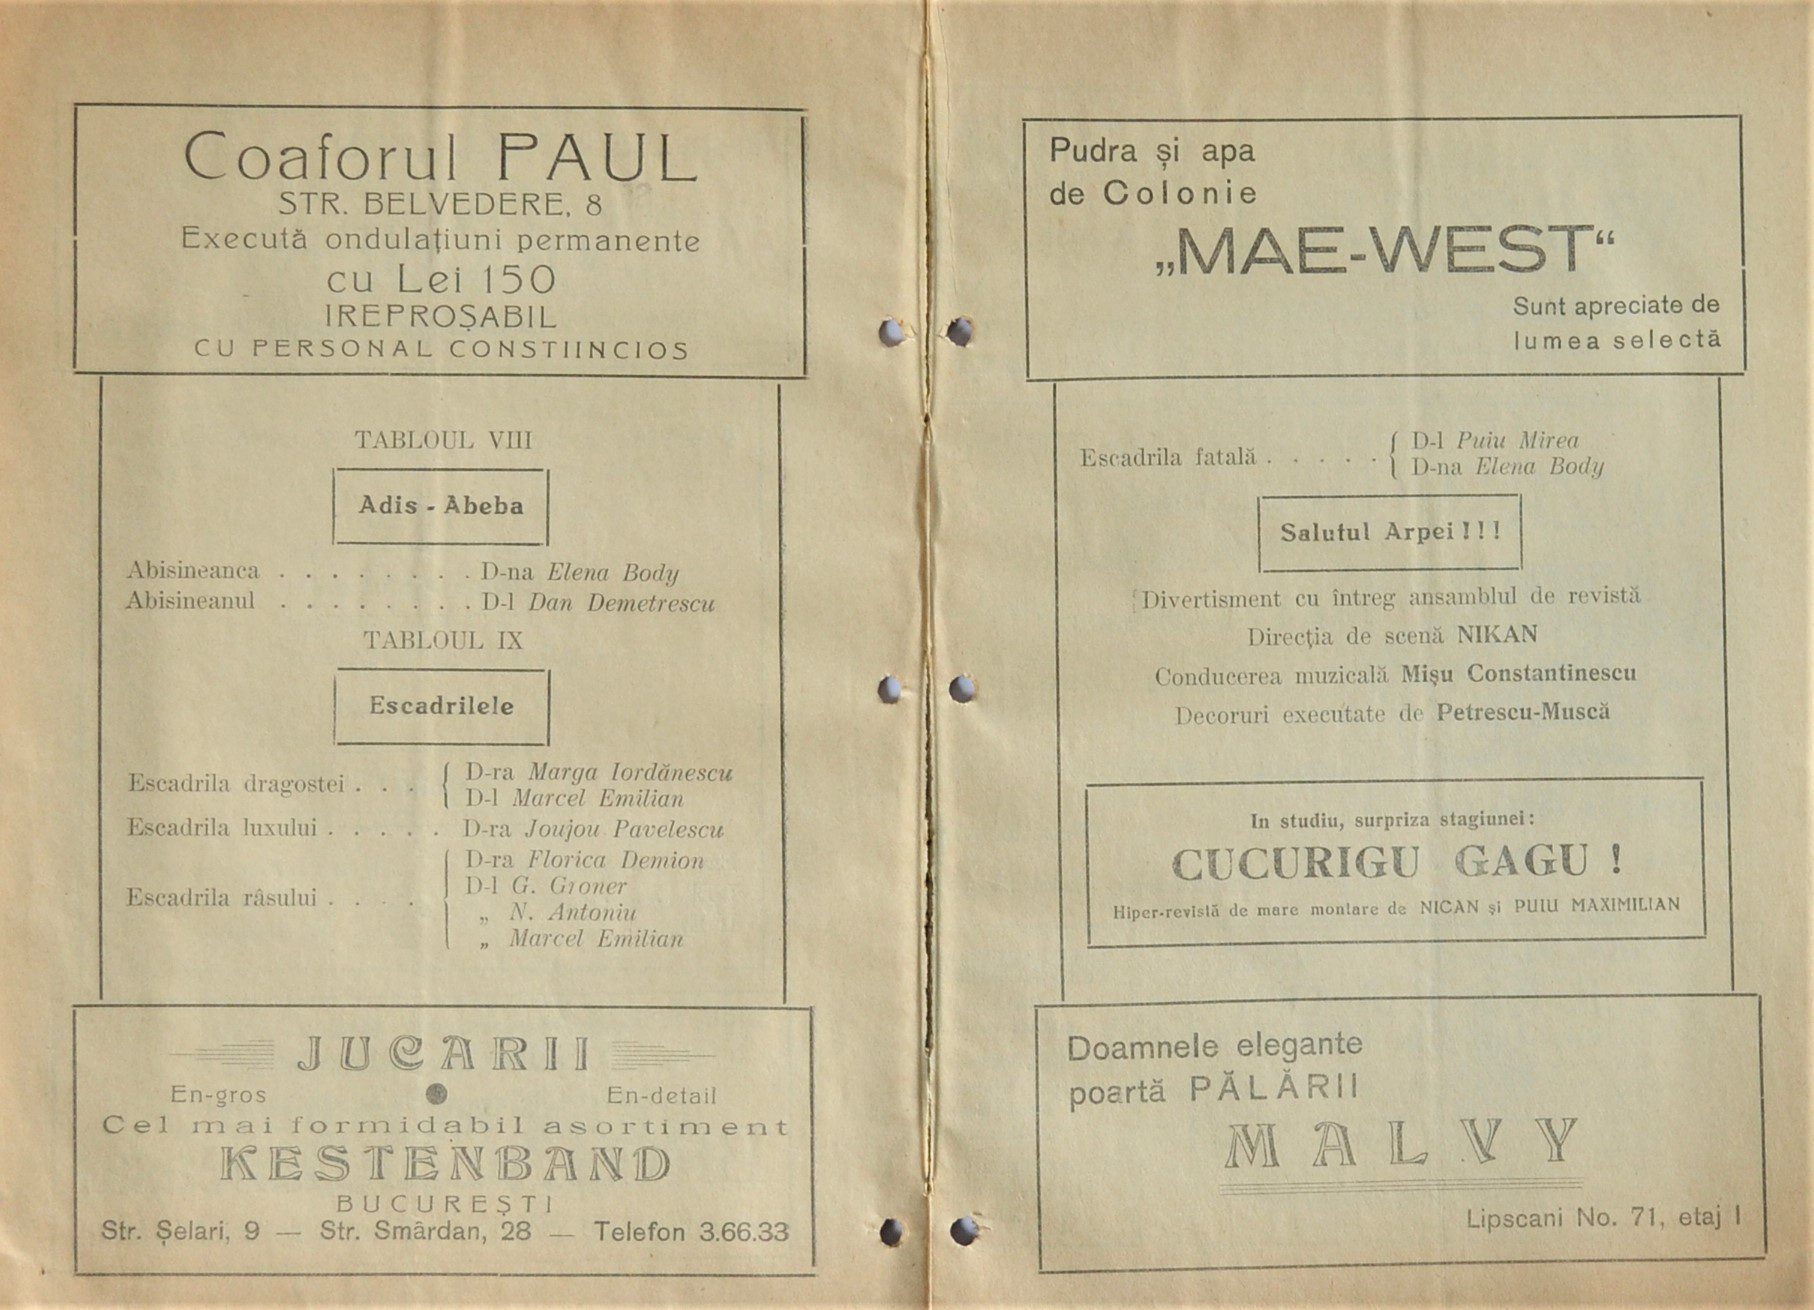 Coaforul PAUL
STR. BELVEDERE, 8
Execută ondulațiuni permanente
cu Lei 150
IREPROȘABIL
CU PERSONAL CONSTIINCIOS
TABLOUL VIII
Adis - Abeba
Abisineanca . . . . . . . . D-na Elena Body
Abisineanul . . . . . . . . D-l Dan Demetrescu
TABLOUL IX
Escadrilele
Escadrila dragostei . . . { D-ra Marga Iordănescu
D-l Marcel Emilian
Escadrila luxului . . . . . D-ra Joujou Pavelescu
D-ra Florica Demion
D-l G. Groner
Escadrila râsului . . . .
„ N. Antoniu
„ Marcel Emilian
JUCARII
En-gros ● En-detail
Cel mai formidabil asortiment
KESTENBAND
BUCUREȘTI
Str. Șelari, 9 — Str. Smârdan, 28 — Telefon 3.66.33
Pudra și apa
de Colonie
„MAE-WEST“
Sunt apreciate de
lumea selectă
Escadrila fatală . . . . . { D-l Puiu Mirea
D-na Elena Body
Salutul Arpei!!!
Divertisment cu întreg ansamblul de revistă
Direcția de scenă NIKAN
Conducerea muzicală Mișu Constantinescu
Decoruri executate de Petrescu-Muscă
In studiu, surpriza stagiunei:
CUCURIGU GAGU !
Hiper-revistă de mare montare de NICAN și PUIU MAXIMILIAN
Doamnele elegante
poartă PĂLĂRII
MALVY
Lipscani No. 71, etaj I